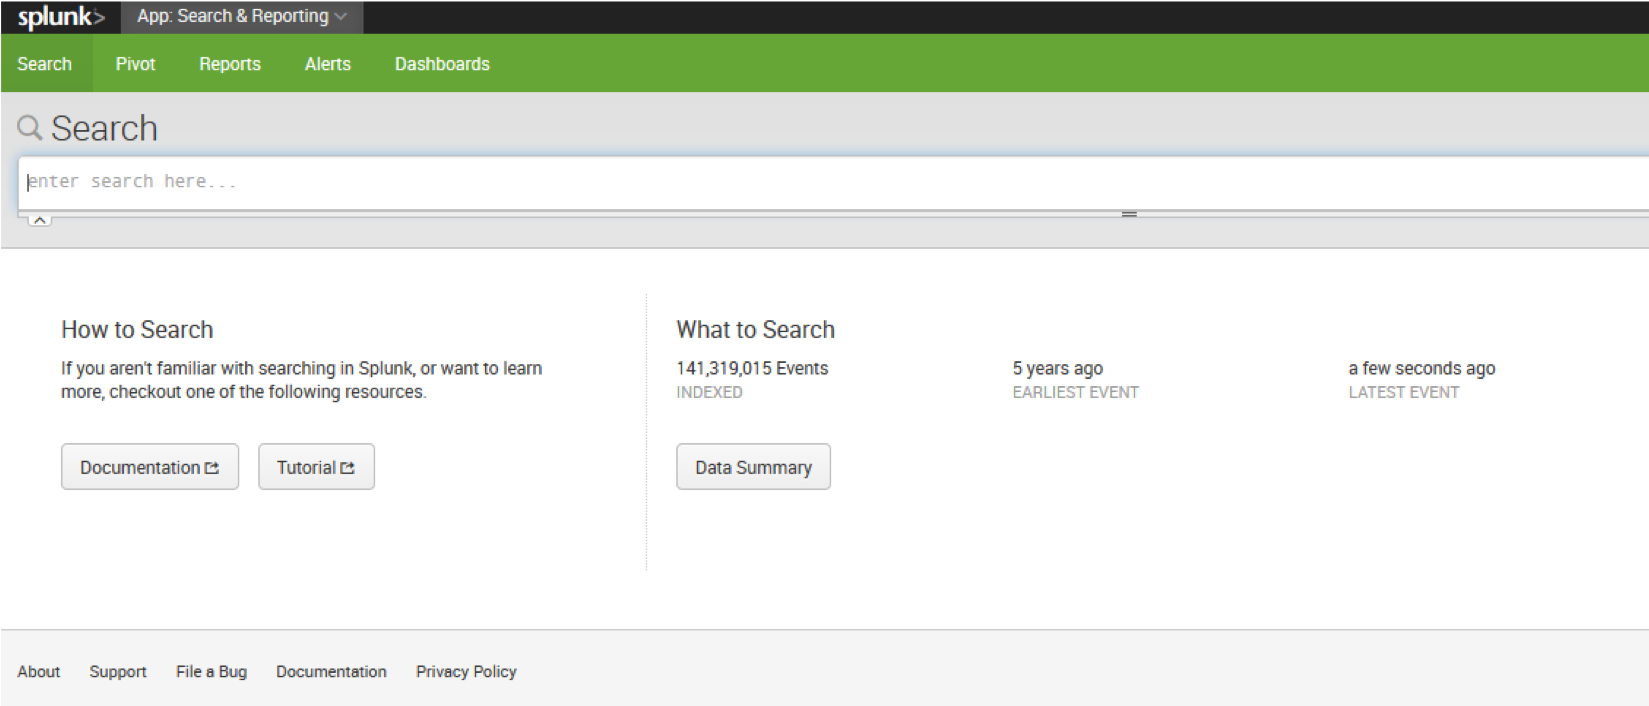 splunk> App: Search & Reporting
Search Pivot Reports Alerts Dashboards
Search
enter search here...
How to Search
If you aren't familiar with searching in Splunk, or want to learn
more, checkout one of the following resources.
Documentation Tutorial
What to Search
141,319,015 Events
INDEXED
5 years ago
EARLIEST EVENT
a few seconds ago
LATEST EVENT
Data Summary
About Support File a Bug Documentation Privacy Policy